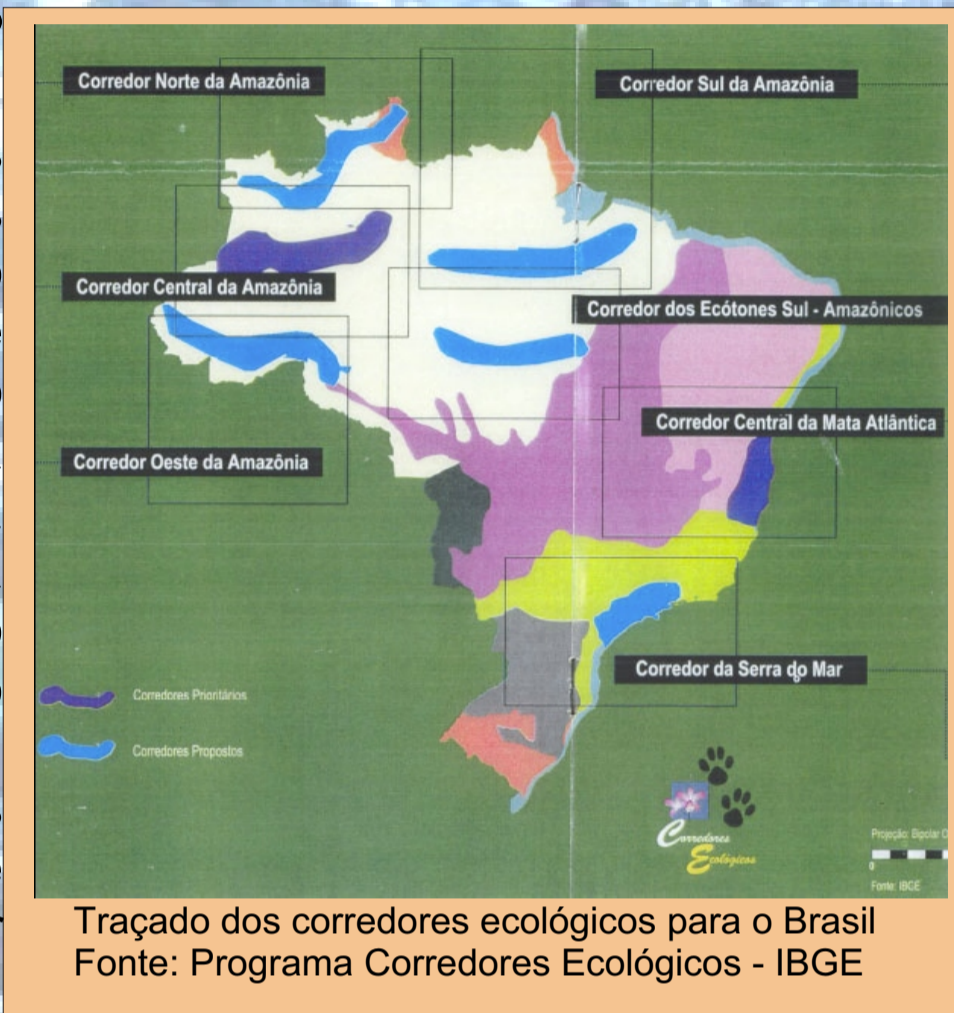 Corredor Norte da Amazônia
Corredor Sul da Amazônia
Corredor Central da Amazônia
Corredor dos Ecótones Sul - Amazônicos
Corredor Central da Mata Atlântica
Corredor Oeste da Amazônia
Corredor da Serra do Mar
Corredores Prioritários
Corredores Propostos
Corredores
Ecológicos
Projeção: Bipolar
0
Fonte: IBGE
Traçado dos corredores ecológicos para o Brasil
Fonte: Programa Corredores Ecológicos - IBGE